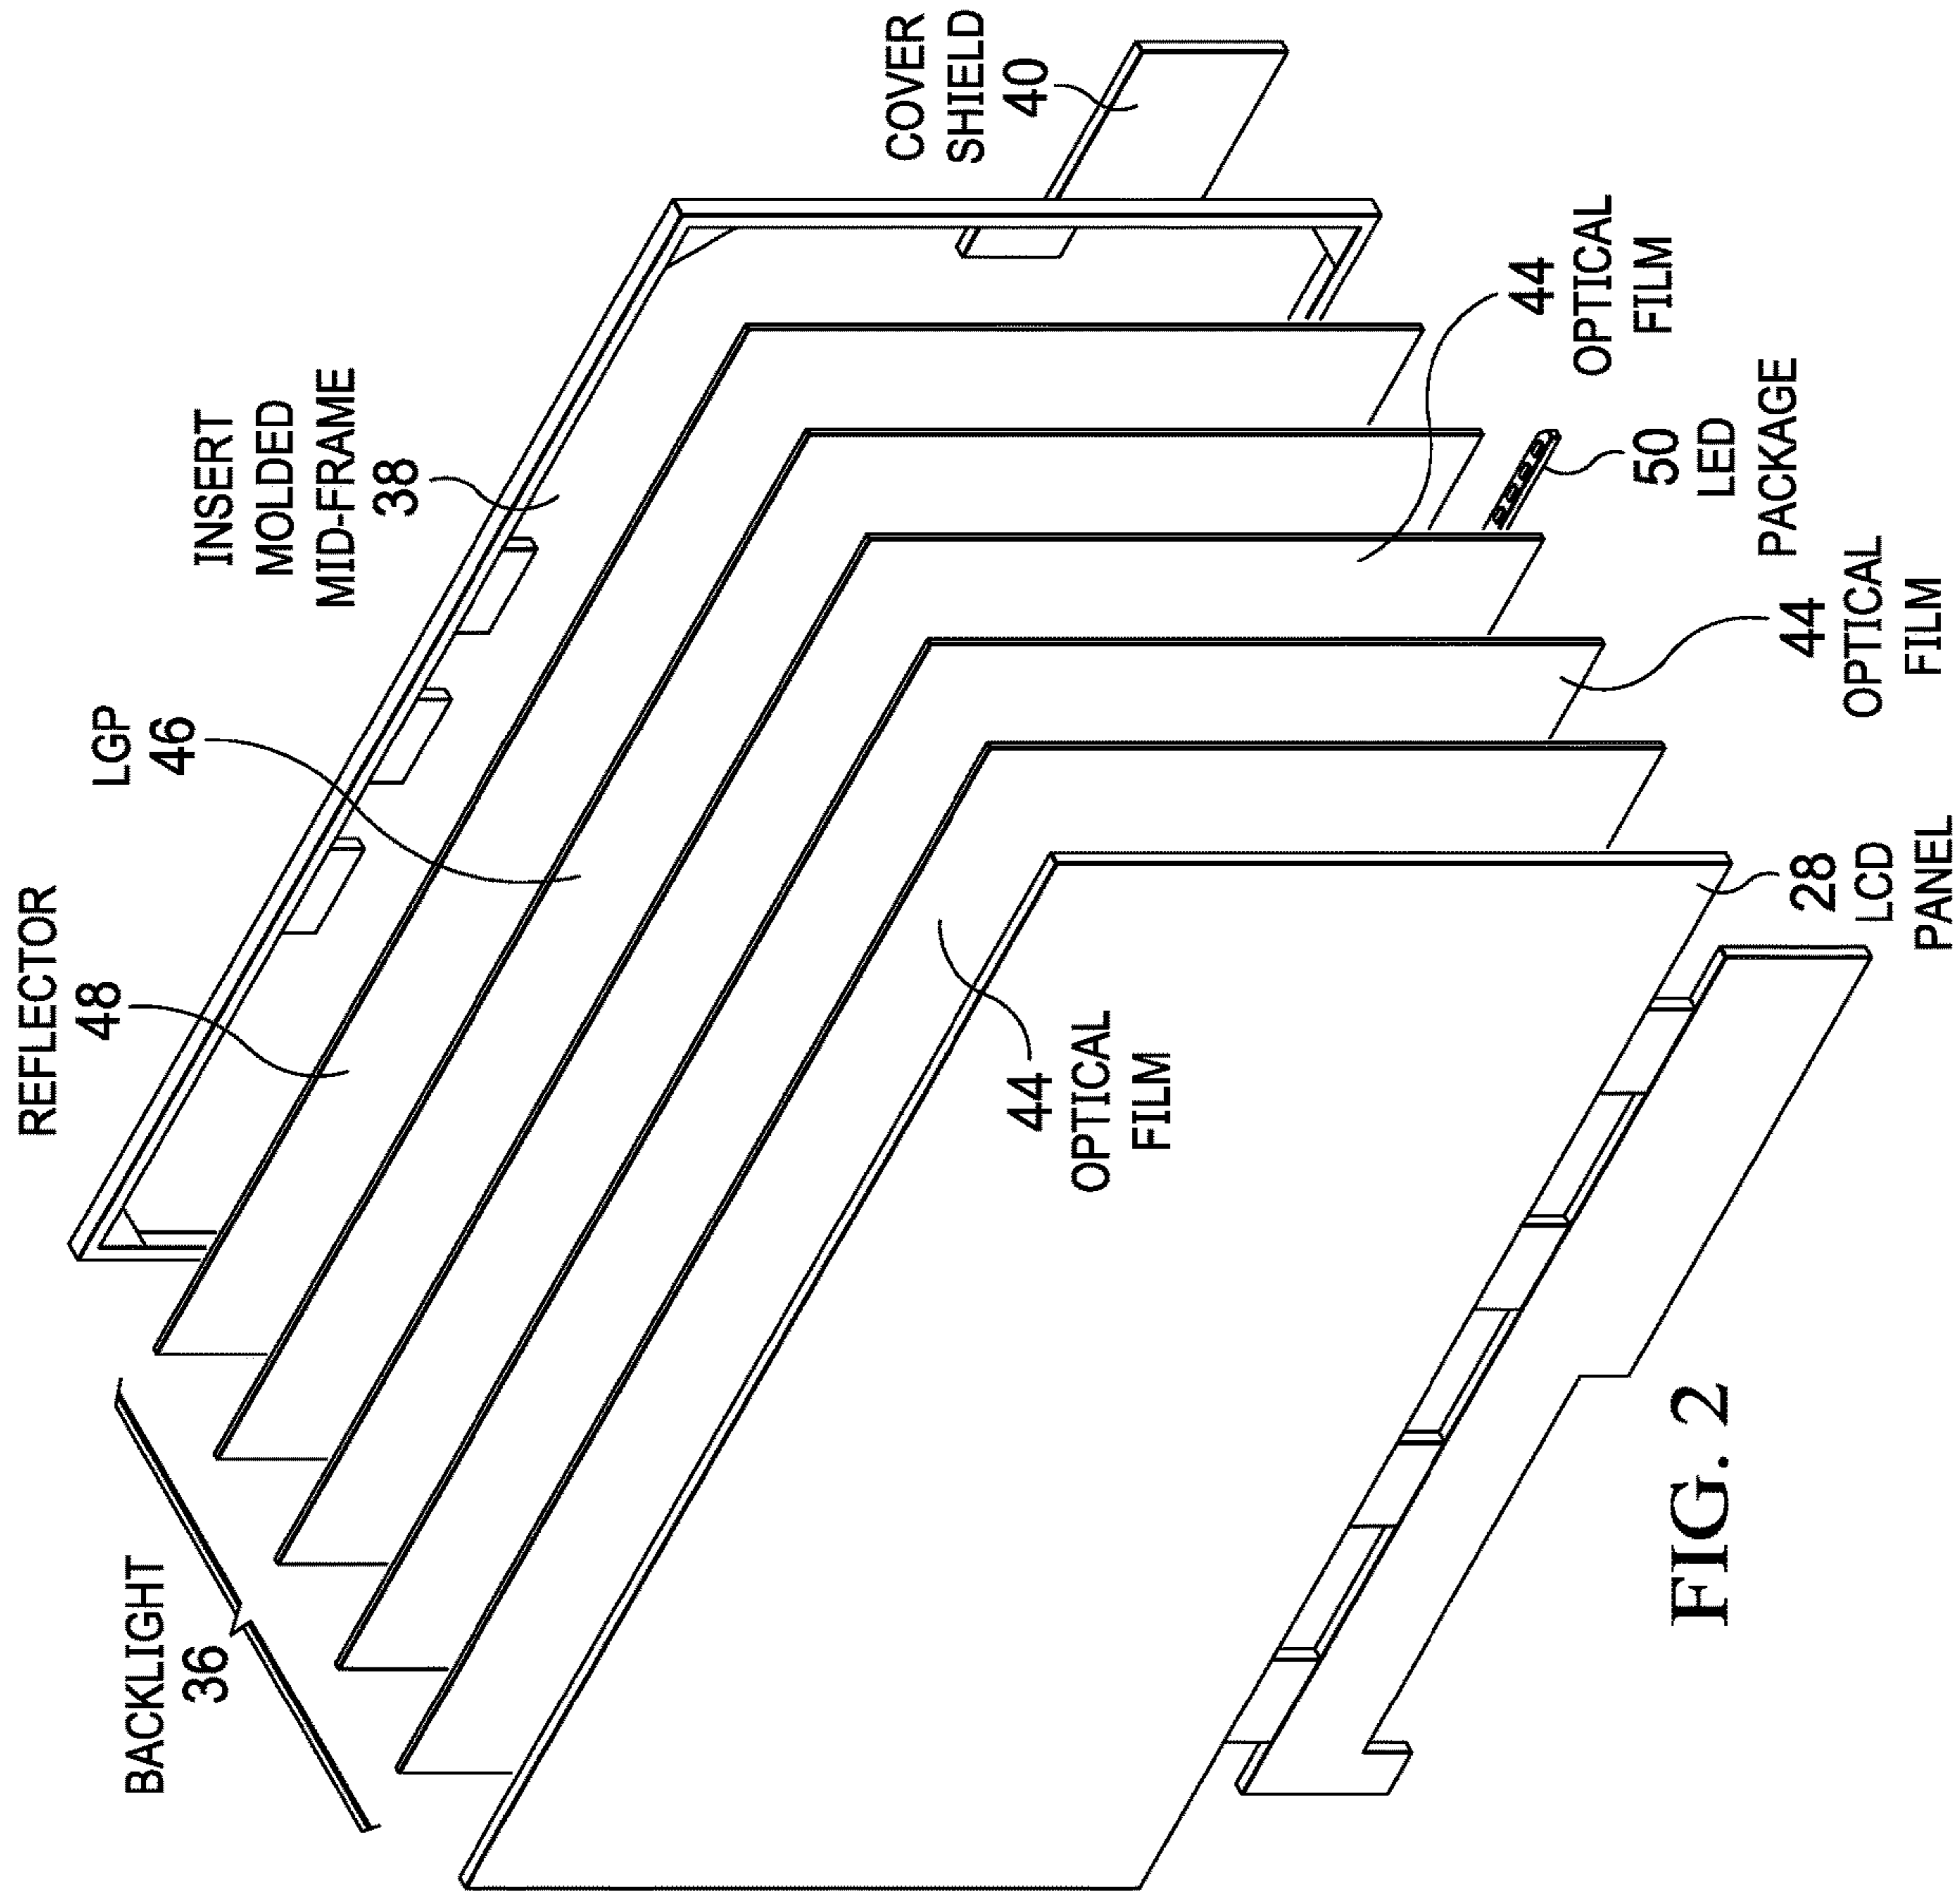 BACKLIGHT
36
REFLECTOR
48
LGP
46
INSERT
MOLDED
MID-FRAME
38
COVER
SHIELD
40
44
OPTICAL
FILM
44
OPTICAL
FILM
50
LED
PACKAGE
44
OPTICAL
FILM
28
LCD
PANEL
FIG. 2